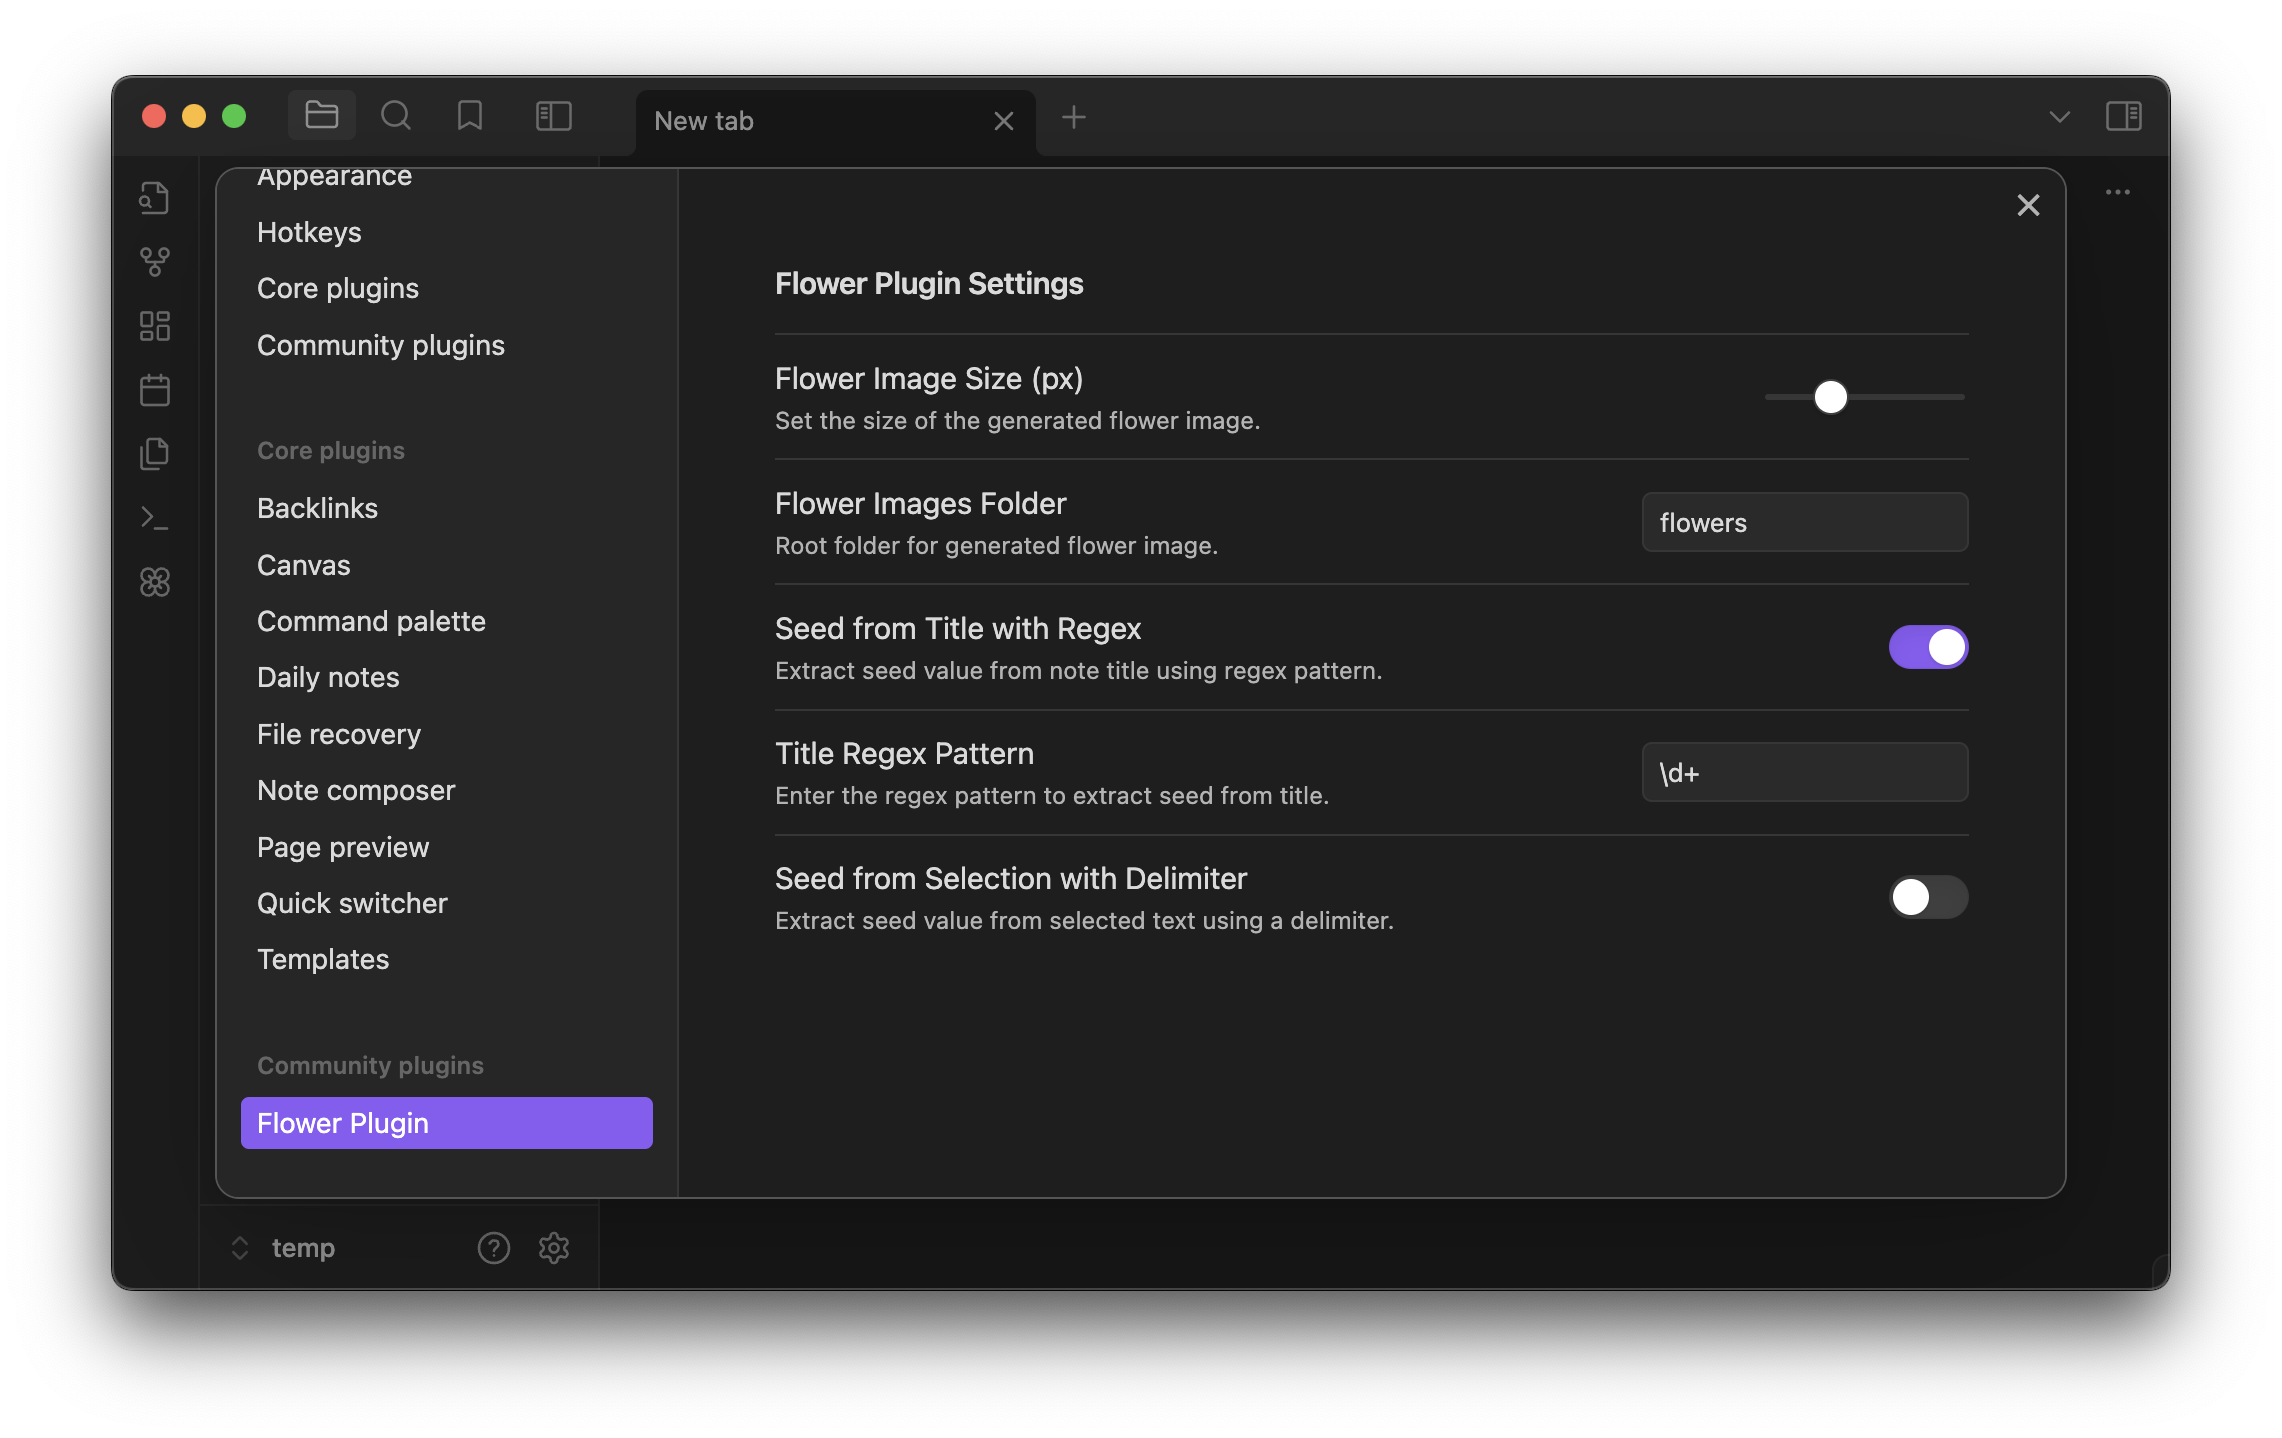 New tab
Appearance
Hotkeys
Core plugins
Community plugins
Core plugins
Backlinks
Canvas
Command palette
Daily notes
File recovery
Note composer
Page preview
Quick switcher
Templates
Community plugins
Flower Plugin
temp
Flower Plugin Settings
Flower Image Size (px)
Set the size of the generated flower image.
Flower Images Folder
Root folder for generated flower image.
flowers
Seed from Title with Regex
Extract seed value from note title using regex pattern.
Title Regex Pattern
Enter the regex pattern to extract seed from title.
\d+
Seed from Selection with Delimiter
Extract seed value from selected text using a delimiter.